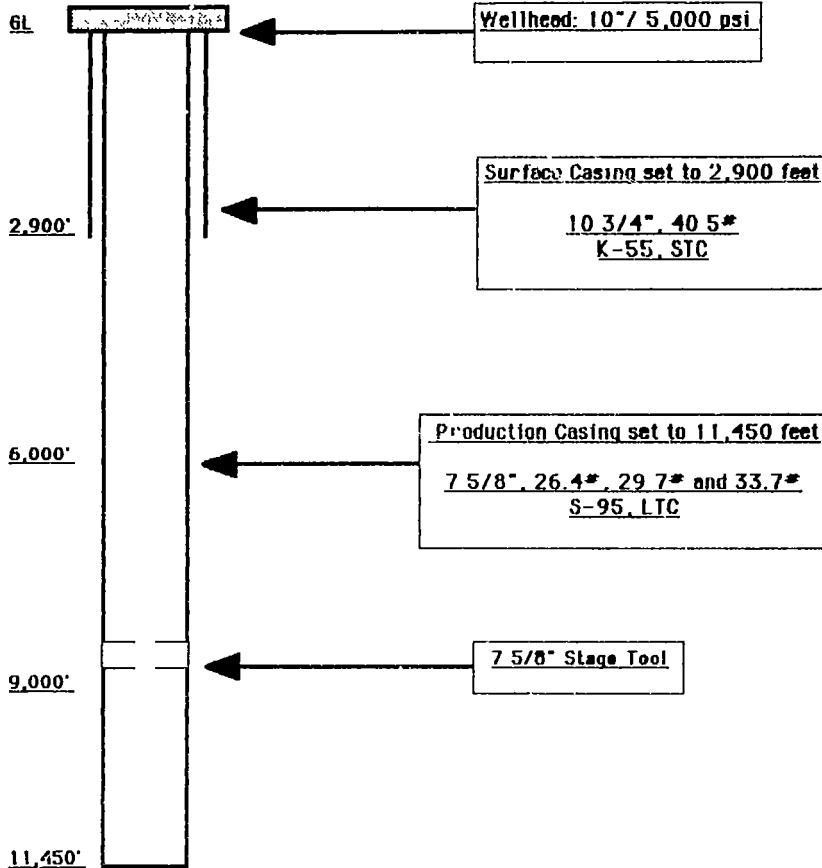 GL
Wellhead: 10"/ 5,000 psi
Surface Casing set to 2,900 feet
10 3/4", 40 5#
K-55, STC
2,900'
Production Casing set to 11,450 feet
7 5/8", 26.4#, 29 7# and 33.7#
S-95, LTC
6,000'
7 5/8" Stage Tool
9,000'
11,450'